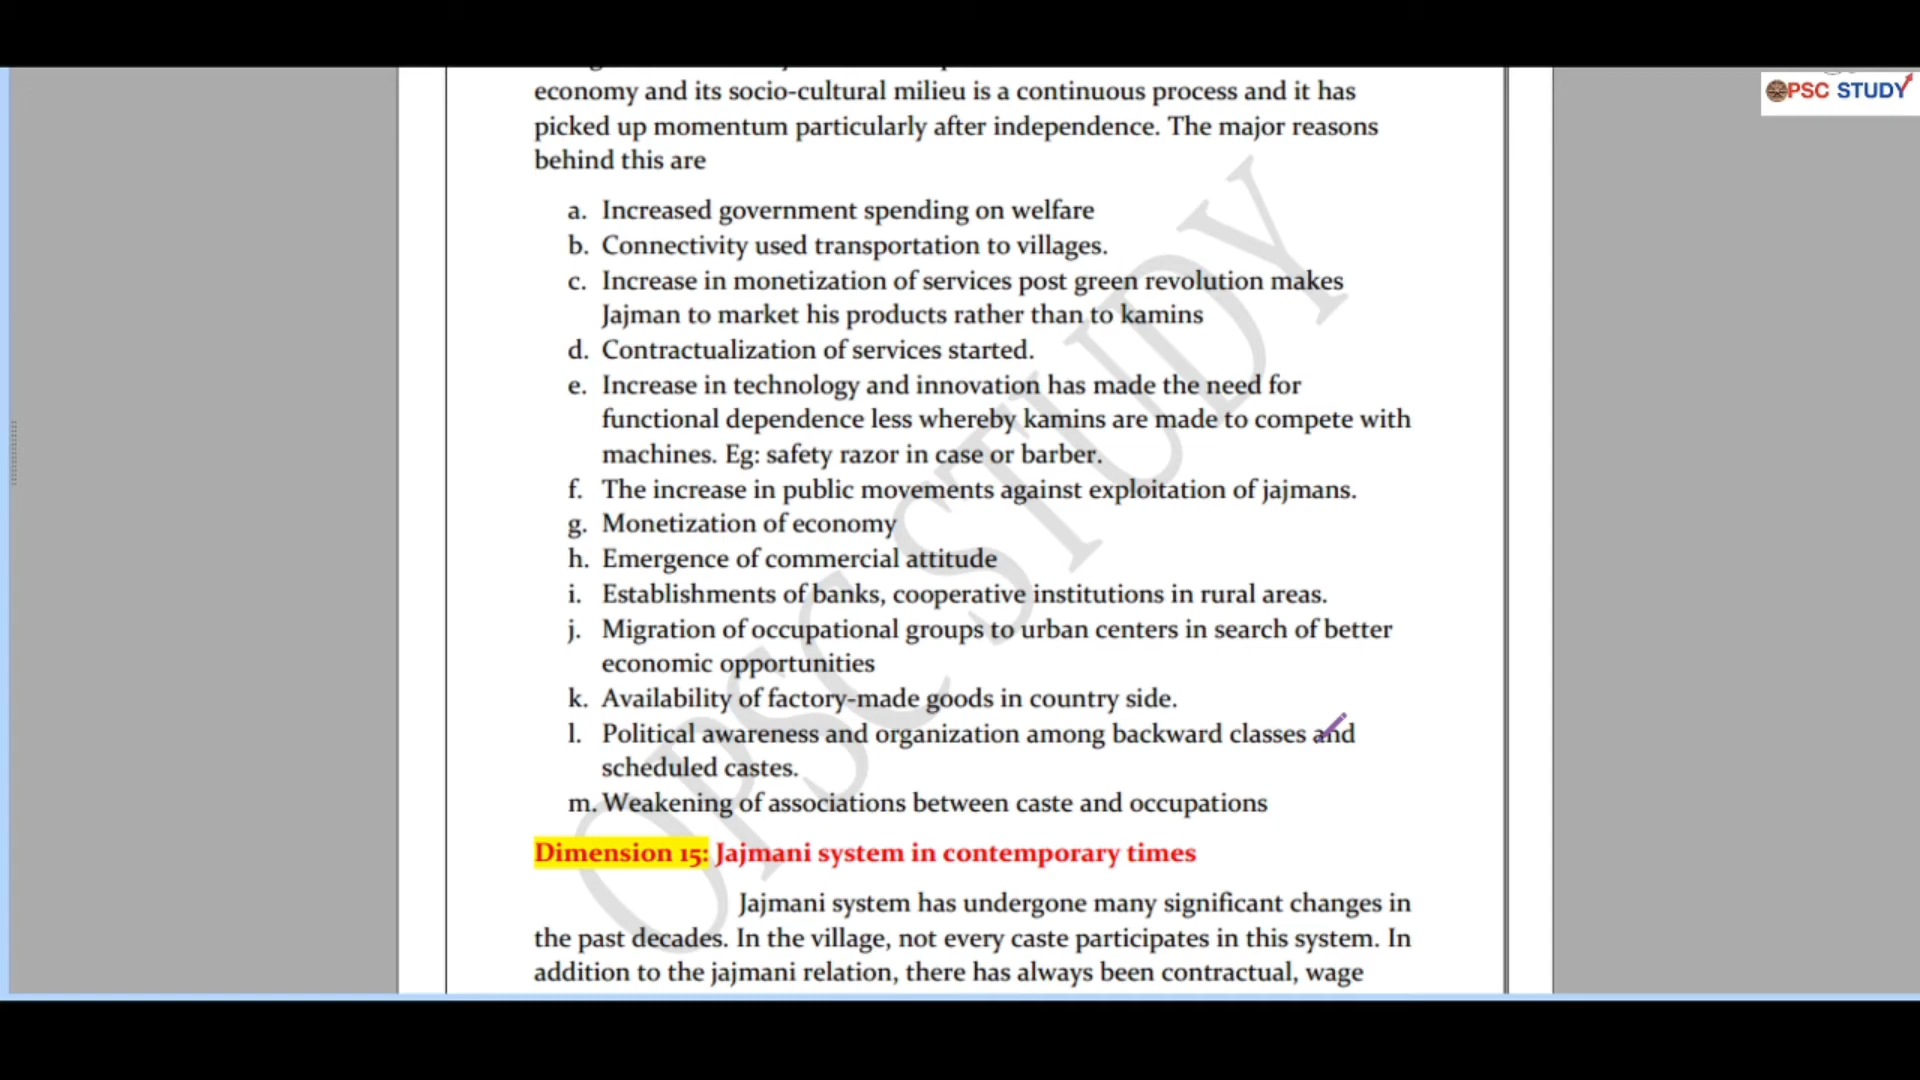 PSC STUDY
economy and its socio-cultural milieu is a continuous process and it has
picked up momentum particularly after independence. The major reasons
behind this are
a. Increased government spending on welfare
b. Connectivity used transportation to villages.
c. Increase in monetization of services post green revolution makes
Jajman to market his products rather than to kamins
d. Contractualization of services started.
e. Increase in technology and innovation has made the need for
functional dependence less whereby kamins are made to compete with
machines. Eg: safety razor in case or barber.
f. The increase in public movements against exploitation of jajmans.
g. Monetization of economy
h. Emergence of commercial attitude
i. Establishments of banks, cooperative institutions in rural areas.
j. Migration of occupational groups to urban centers in search of better
economic opportunities
k. Availability of factory-made goods in country side.
l. Political awareness and organization among backward classes and
scheduled castes.
m. Weakening of associations between caste and occupations
Dimension 15: Jajmani system in contemporary times
Jajmani system has undergone many significant changes in
the past decades. In the village, not every caste participates in this system. In
addition to the jajmani relation, there has always been contractual, wage
OPSC STUDY